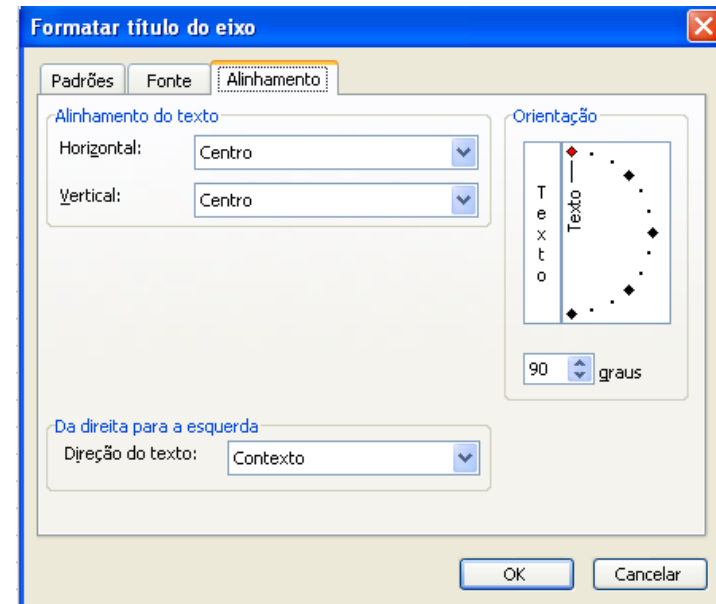 Formatar título do eixo
Padrões Fonte Alinhamento
Alinhamento do texto
Horizontal: Centro
Vertical: Centro
Orientação
Texto
Texto
90 graus
Da direita para a esquerda
Direção do texto: Contexto
OK Cancelar